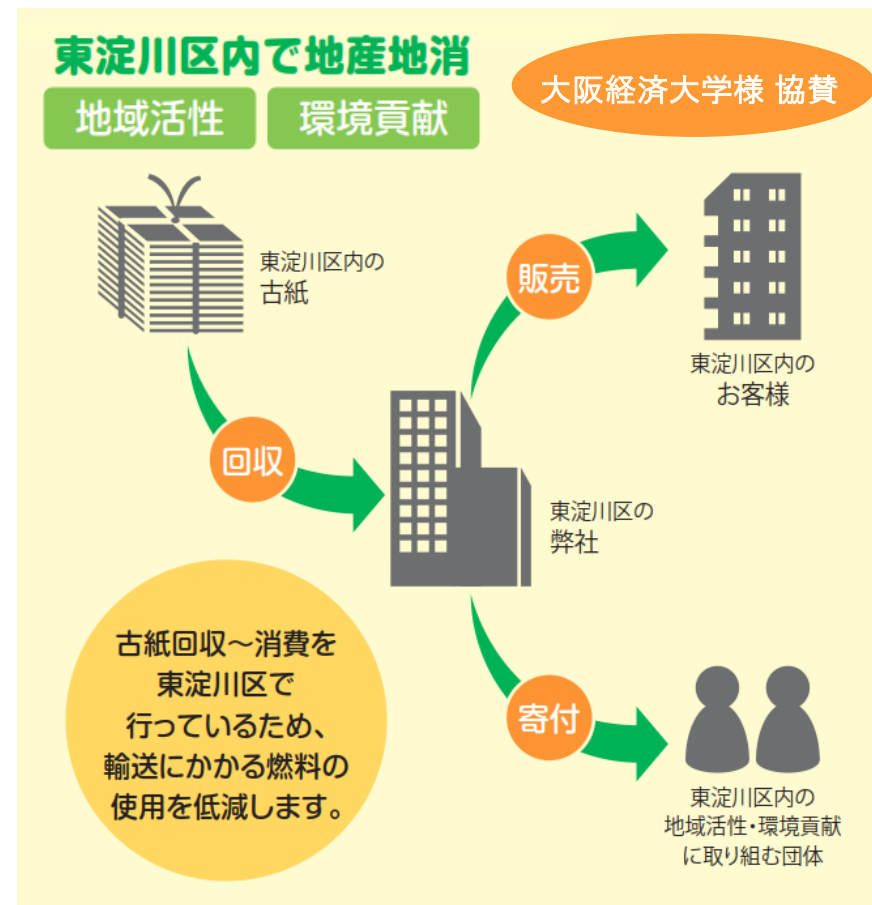 東淀川区内で地産地消
大阪経済大学様 協賛
地域活性
環境貢献
東淀川区内の
古紙
販売
東淀川区内の
お客様
回収
東淀川区の
弊社
古紙回収～消費を
東淀川区で
行っているため、
輸送にかかる燃料の
使用を低減します。
寄付
東淀川区内の
地域活性・環境貢献
に取り組む団体